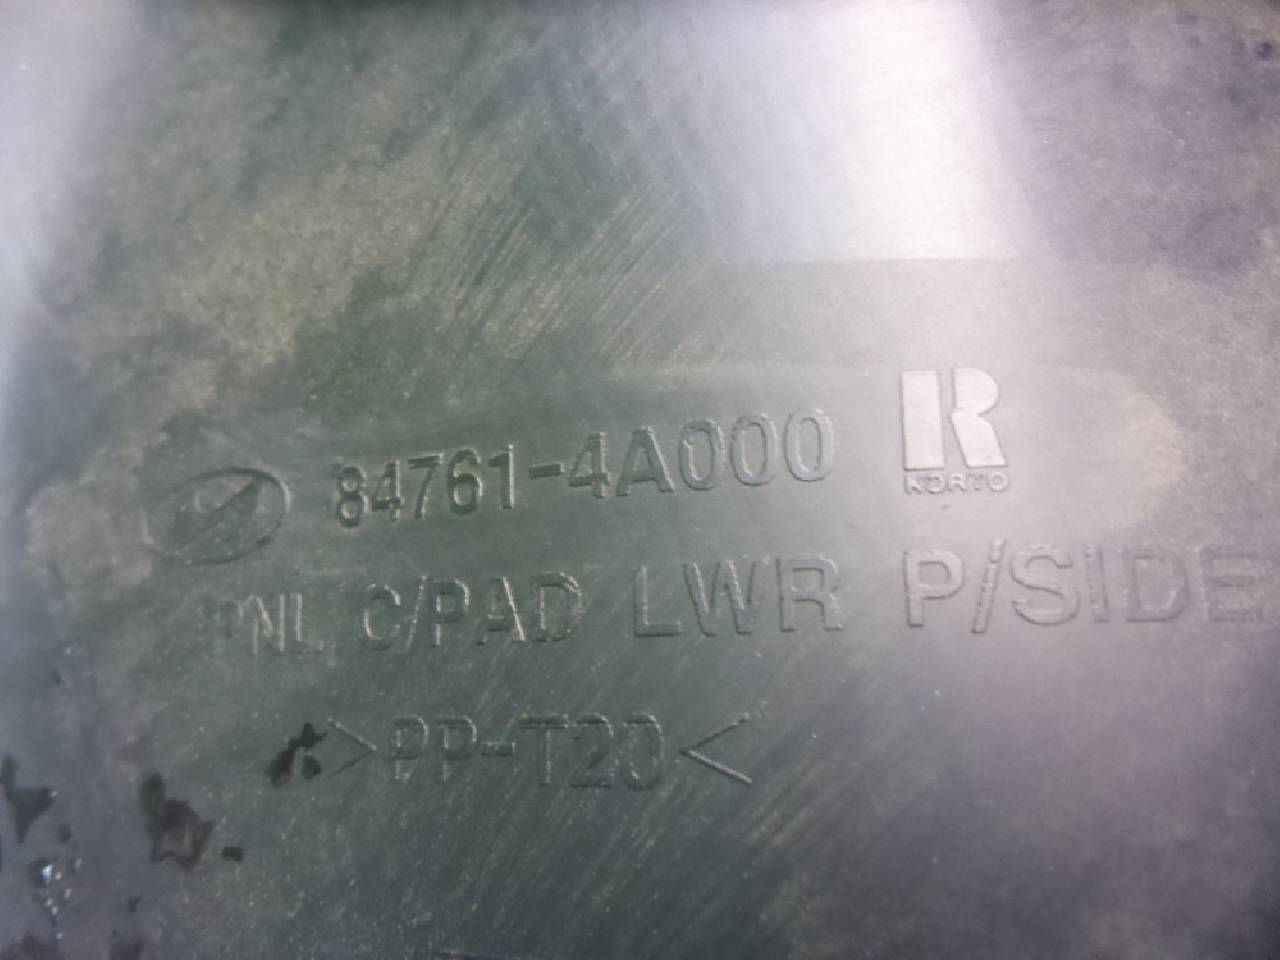 84761-4A000
R
KORTO
PNL C/PAD LWR P/SIDE
>PP-T20<